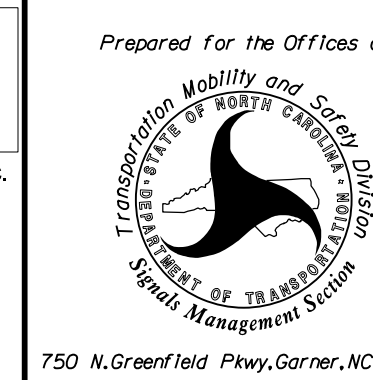 Prepared for the Offices
Transportation Mobility and Safety Division
STATE OF NORTH CAROLINA
DEPARTMENT OF TRANSPORTATION
Signals Management Section
750 N.Greenfield Pkwy,Garner,NC